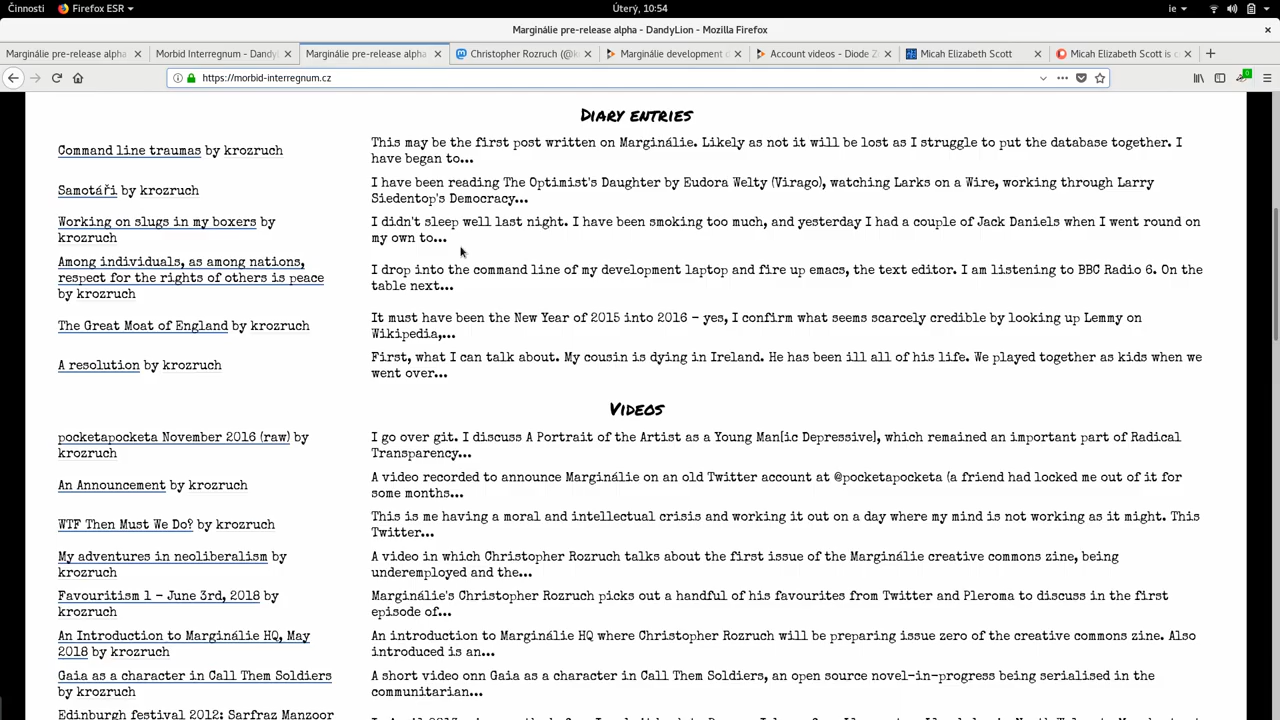 Činnosti Firefox ESR Úterý, 10:54 ie
Marginálie pre-release alpha - DandyLion - Mozilla Firefox
Marginálie pre-release alpha Morbid Interregnum - Dandy Marginálie pre-release alpha Christopher Rozruch (@k Marginálie development Account videos - Diode Z Micah Elizabeth Scott Micah Elizabeth Scott is c
https://morbid-interregnum.cz
Diary entries
Command line traumas by krozruch
This may be the first post written on Marginálie. Likely as not it will be lost as I struggle to put the database together. I
have began to...
Samotáři by krozruch
I have been reading The Optimist's Daughter by Eudora Welty (Virago), watching Larks on a Wire, working through Larry
Siedentop's Democracy...
Working on slugs in my boxers by
krozruch
I didn't sleep well last night. I have been smoking too much, and yesterday I had a couple of Jack Daniels when I went round on
my own to...
Among individuals, as among nations,
respect for the rights of others is peace
by krozruch
I drop into the command line of my development laptop and fire up emacs, the text editor. I am listening to BBC Radio 6. On the
table next...
The Great Moat of England by krozruch
It must have been the New Year of 2015 into 2016 - yes, I confirm what seems scarcely credible by looking up Lemmy on
Wikipedia,...
A resolution by krozruch
First, what I can talk about. My cousin is dying in Ireland. He has been ill all of his life. We played together as kids when we
went over...
Videos
pocketapocketa November 2016 (raw) by
krozruch
I go over git. I discuss A Portrait of the Artist as a Young Man[ic Depressive], which remained an important part of Radical
Transparency...
An Announcement by krozruch
A video recorded to announce Marginálie on an old Twitter account at @pocketapocketa (a friend had locked me out of it for
some months...
WTF Then Must We Do? by krozruch
This is me having a moral and intellectual crisis and working it out on a day where my mind is not working as it might. This
Twitter...
My adventures in neoliberalism by
krozruch
A video in which Christopher Rozruch talks about the first issue of the Marginálie creative commons zine, being
underemployed and the...
Favouritism 1 - June 3rd, 2018 by
krozruch
Marginálie's Christopher Rozruch picks out a handful of his favourites from Twitter and Pleroma to discuss in the first
episode of...
An Introduction to Marginálie HQ, May
2018 by krozruch
An introduction to Marginálie HQ where Christopher Rozruch will be preparing issue zero of the creative commons zine. Also
introduced is an...
Gaia as a character in Call Them Soldiers
by krozruch
A short video onn Gaia as a character in Call Them Soldiers, an open source novel-in-progress being serialised in the
communitarian...
Edinburgh festival 2012: Sarfraz Manzoor